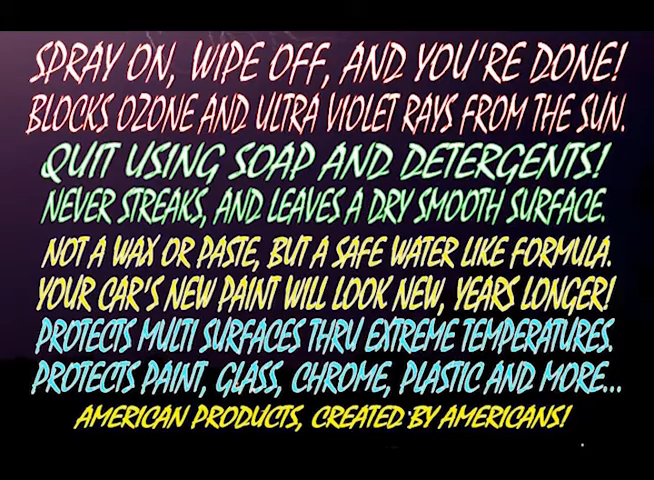 SPRAY ON, WIPE OFF, AND YOU'RE DONE!
BLOCKS OZONE AND ULTRA VIOLET RAYS FROM THE SUN.
QUIT USING SOAP AND DETERGENTS!
NEVER STREAKS, AND LEAVES A DRY SMOOTH SURFACE.
NOT A WAX OR PASTE, BUT A SAFE WATER LIKE FORMULA.
YOUR CAR'S NEW PAINT WILL LOOK NEW, YEARS LONGER!
PROTECTS MULTI SURFACES THRU EXTREME TEMPERATURES.
PROTECTS PAINT, GLASS, CHROME, PLASTIC AND MORE...
AMERICAN PRODUCTS, CREATED BY AMERICANS!